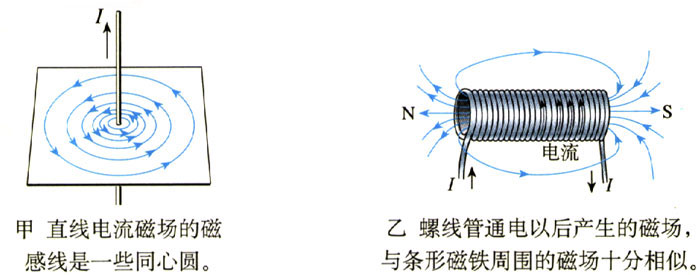 I
甲 直线电流磁场的磁
感线是一些同心圆。
N
S
电流
I
I
乙 螺线管通电以后产生的磁场，
与条形磁铁周围的磁场十分相似。